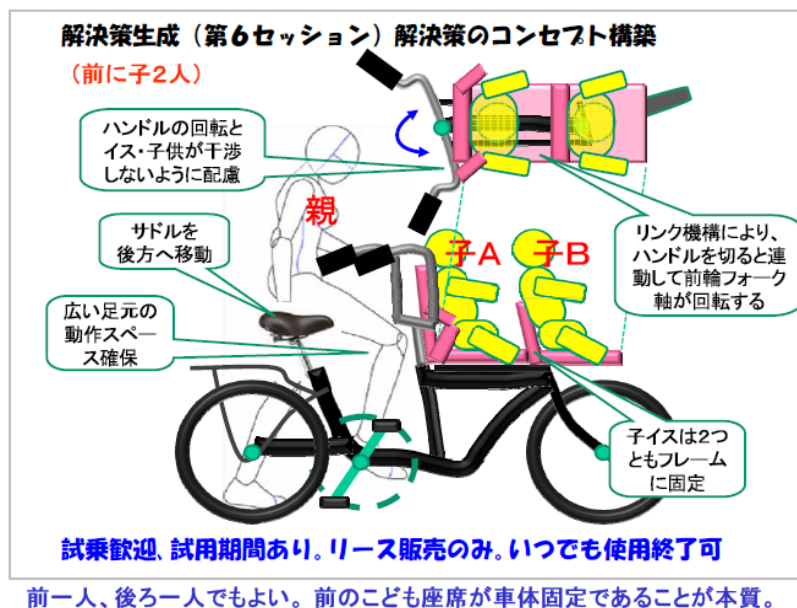 解決策生成（第６セッション）解決策のコンセプト構築
（前に子２人）
ハンドルの回転と
イス・子供が干渉
しないように配慮
親
サドルを
後方へ移動
子A
子B
リンク機構により、
ハンドルを切ると連
動して前輪フォーク
軸が回転する
広い足元の
動作スペー
ス確保
子イスは２つ
ともフレーム
に固定
試乗歓迎、試用期間あり。リース販売のみ。いつでも使用終了可
前一人、後ろ一人でもよい。前のこども座席が車体固定であることが本質。